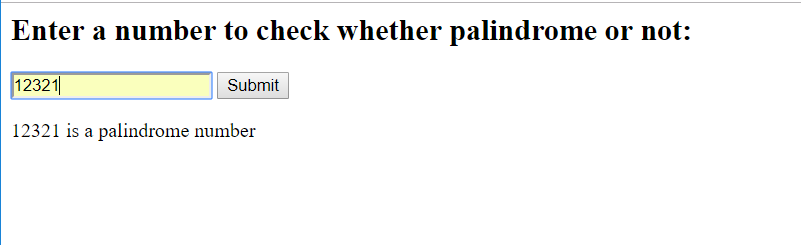 Enter a number to check whether palindrome or not:
12321 Submit
12321 is a palindrome number